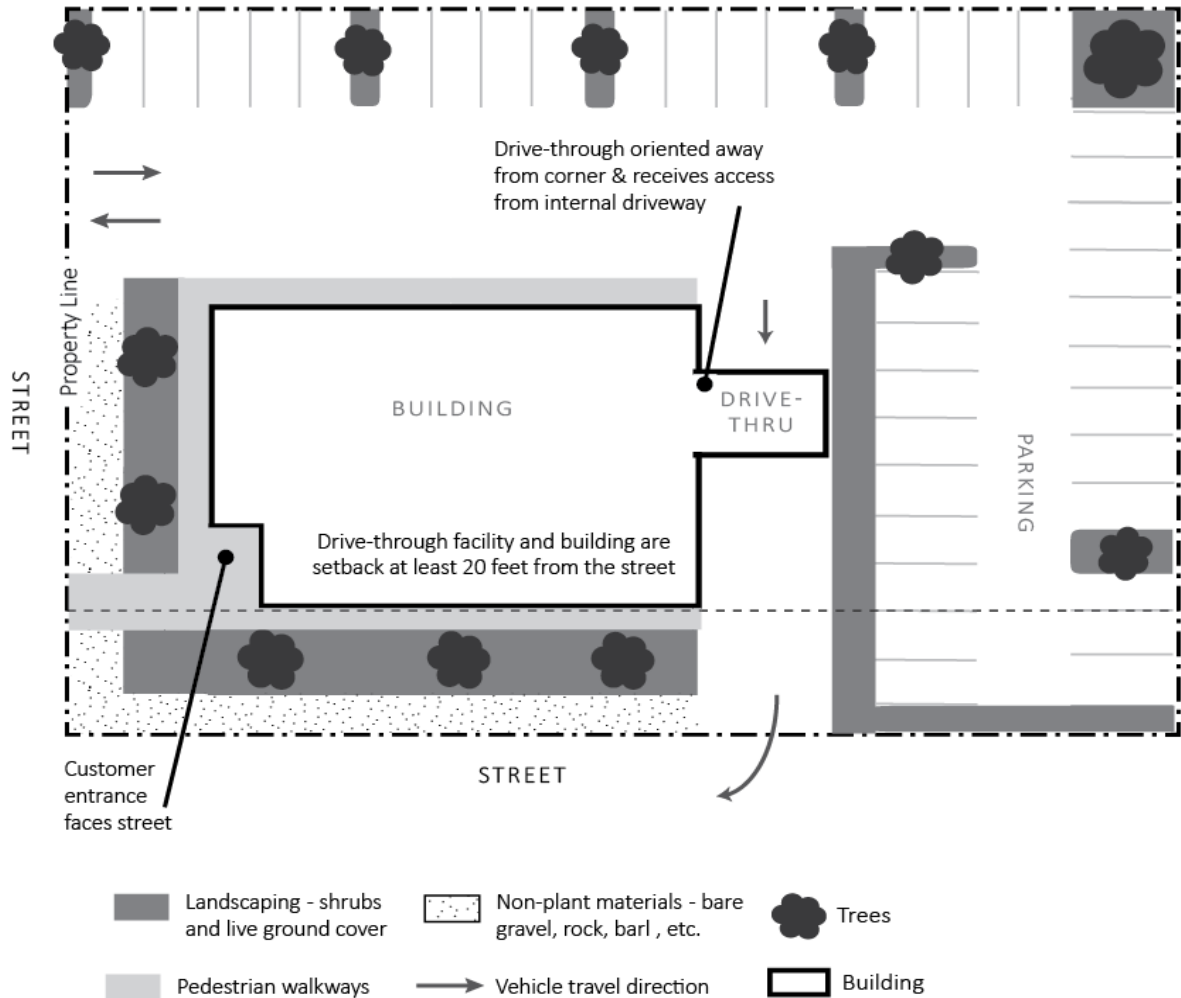 Drive-through oriented away
from corner & receives access
from internal driveway
Property Line
STREET
BUILDING
DRIVE-
THRU
PARKING
Drive-through facility and building are
setback at least 20 feet from the street
Customer
entrance
faces street
STREET
Landscaping - shrubs
and live ground cover
Non-plant materials - bare
gravel, rock, barl , etc.
Trees
Pedestrian walkways
Vehicle travel direction
Building